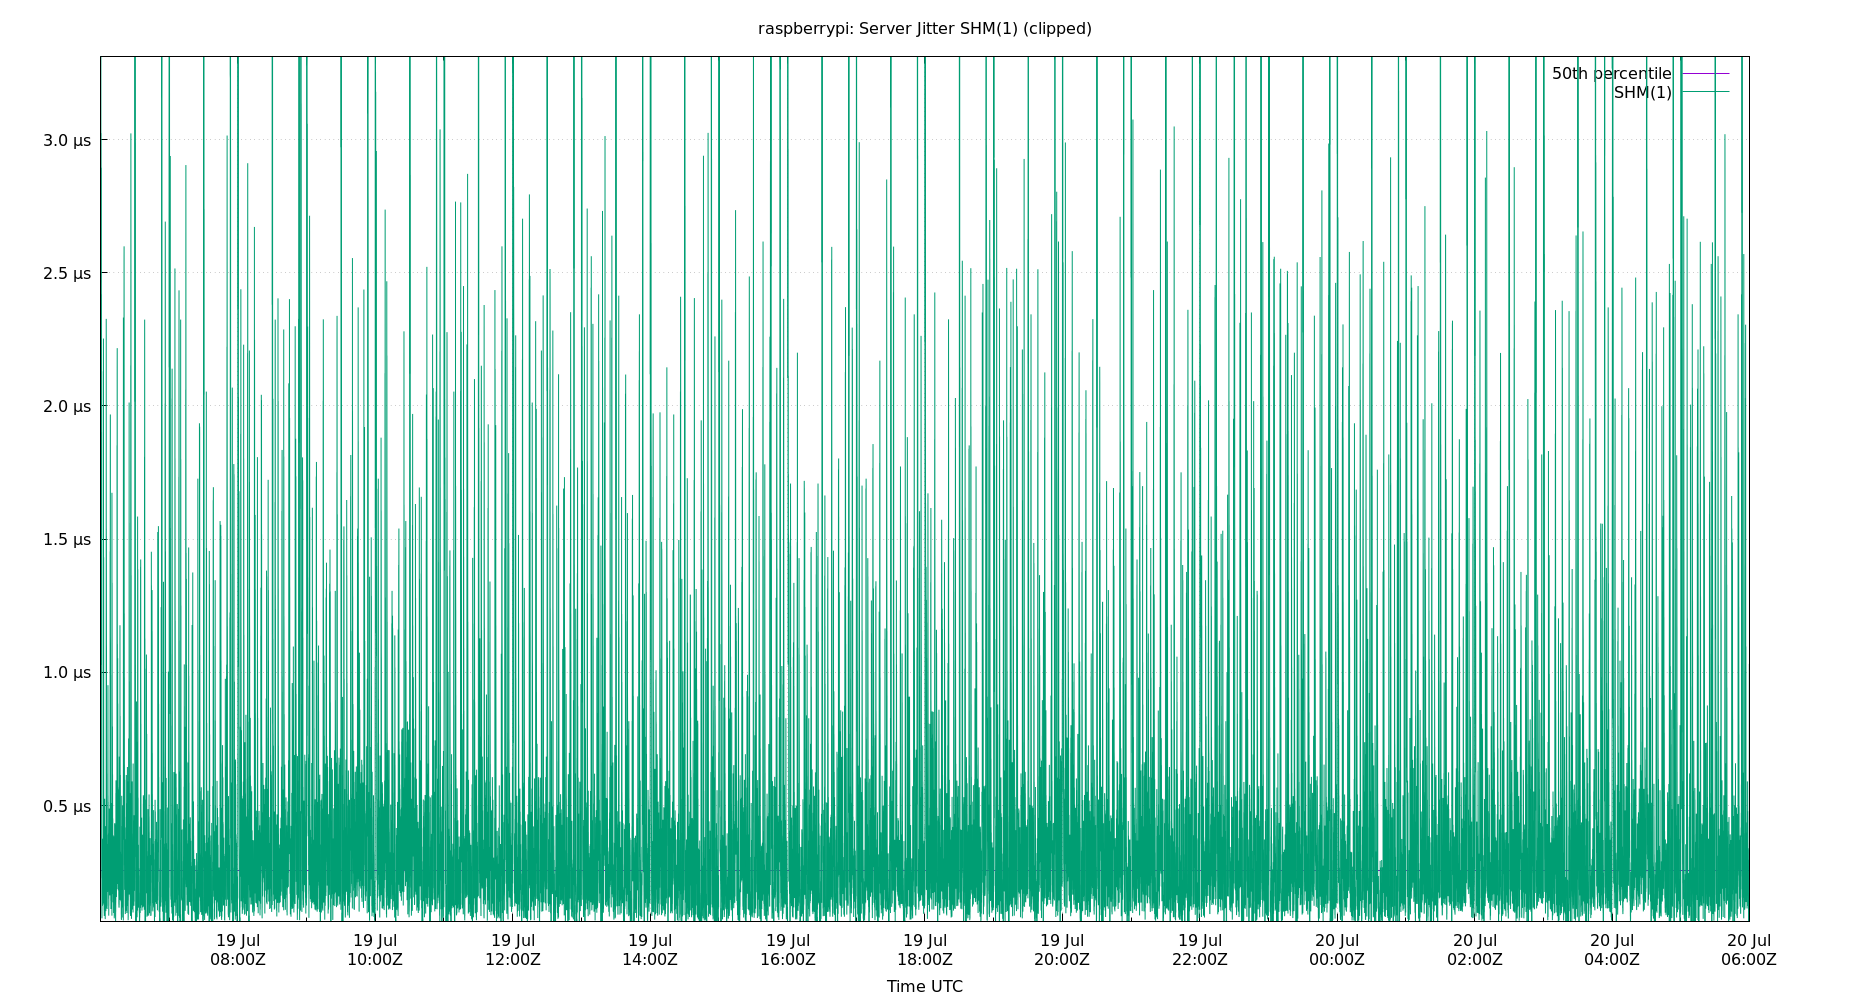 raspberrypi: Server Jitter SHM(1) (clipped)
50th percentile
SHM(1)
3.0 µs
2.5 µs
2.0 µs
1.5 µs
1.0 µs
0.5 µs
19 Jul 19 Jul 19 Jul 19 Jul 19 Jul 19 Jul 19 Jul 19 Jul 20 Jul 20 Jul 20 Jul 20 Jul
08:00Z 10:00Z 12:00Z 14:00Z 16:00Z 18:00Z 20:00Z 22:00Z 00:00Z 02:00Z 04:00Z 06:00Z
Time UTC